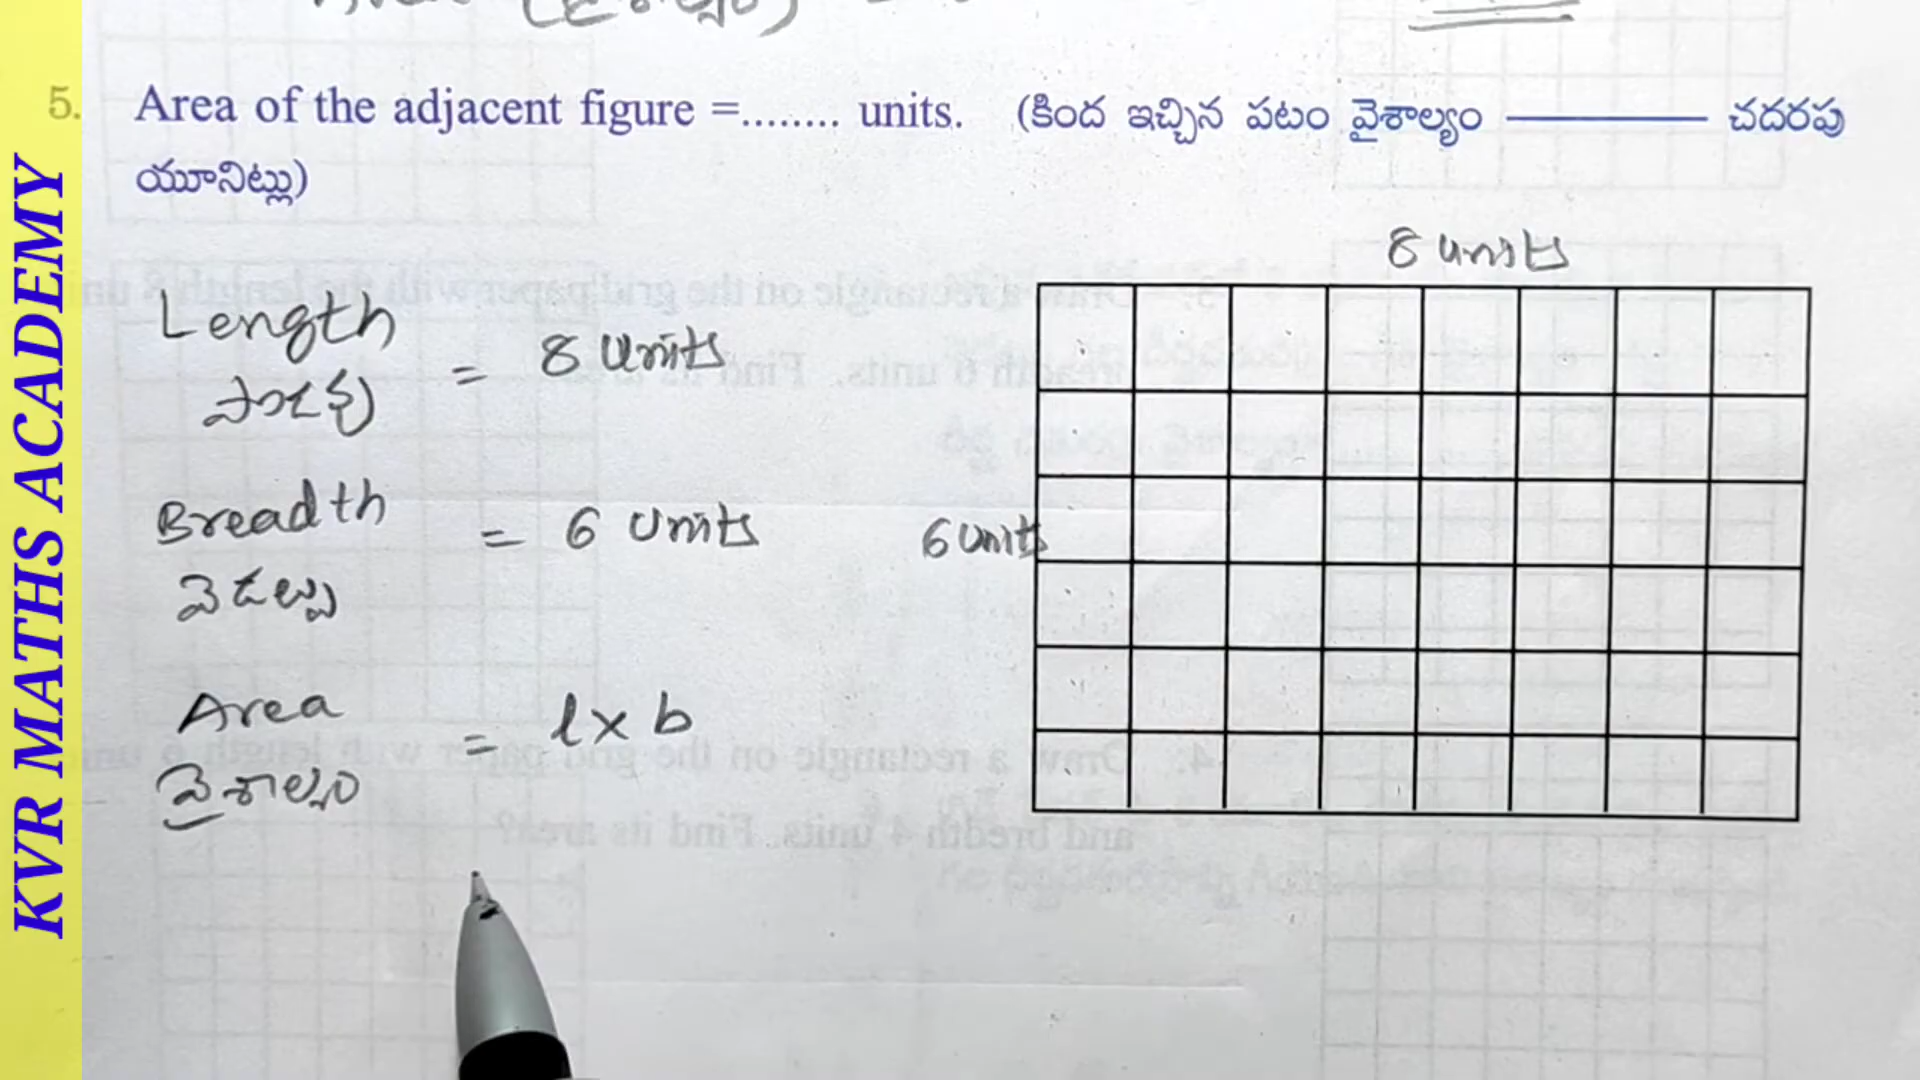 KVR MATHS ACADEMY
5. Area of the adjacent figure =........ units. (కింద ఇచ్చిన పటం వైశాల్యం ———— చదరపు
యూనిట్లు)
8 units
Length
పొడవు = 8 units
Breadth
వెడల్పు = 6 units
6 units
Area
వైశాల్యం = l x b